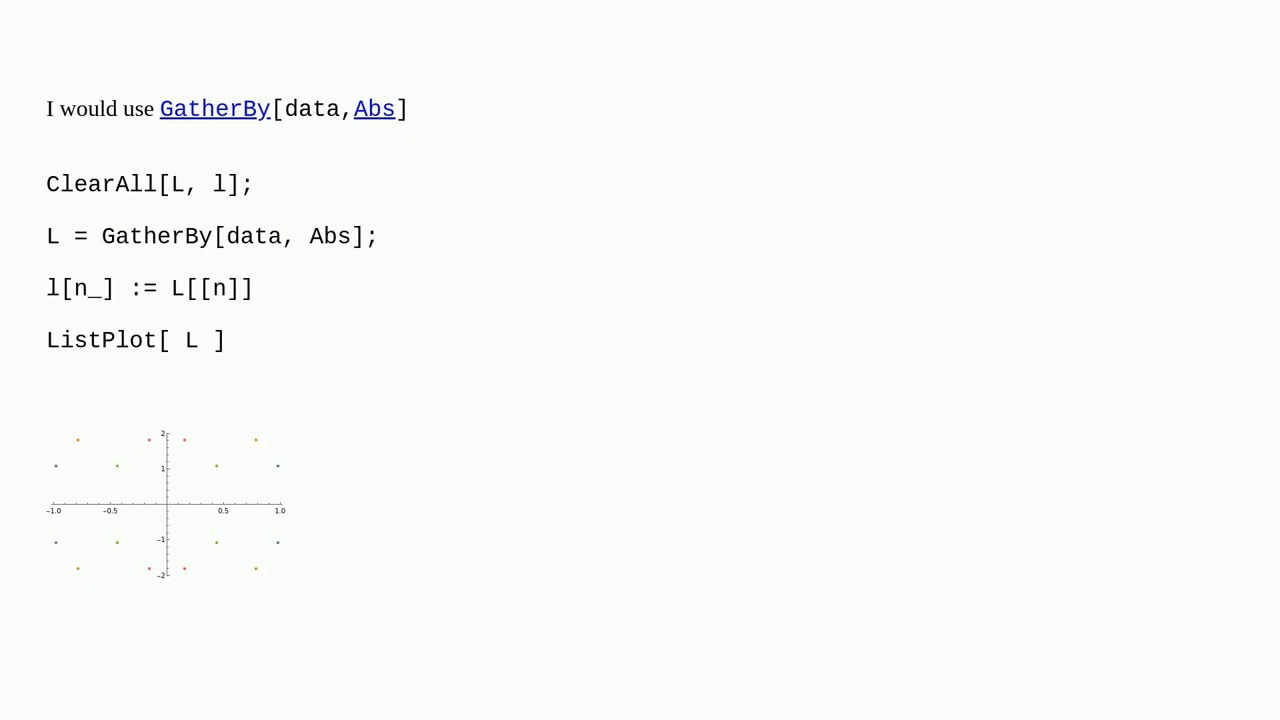 I would use GatherBy[data,Abs]
ClearAll[L, l];
L = GatherBy[data, Abs];
l[n_] := L[[n]]
ListPlot[ L ]
2
1
−1.0 −0.5 0.5 1.0
−1
−2